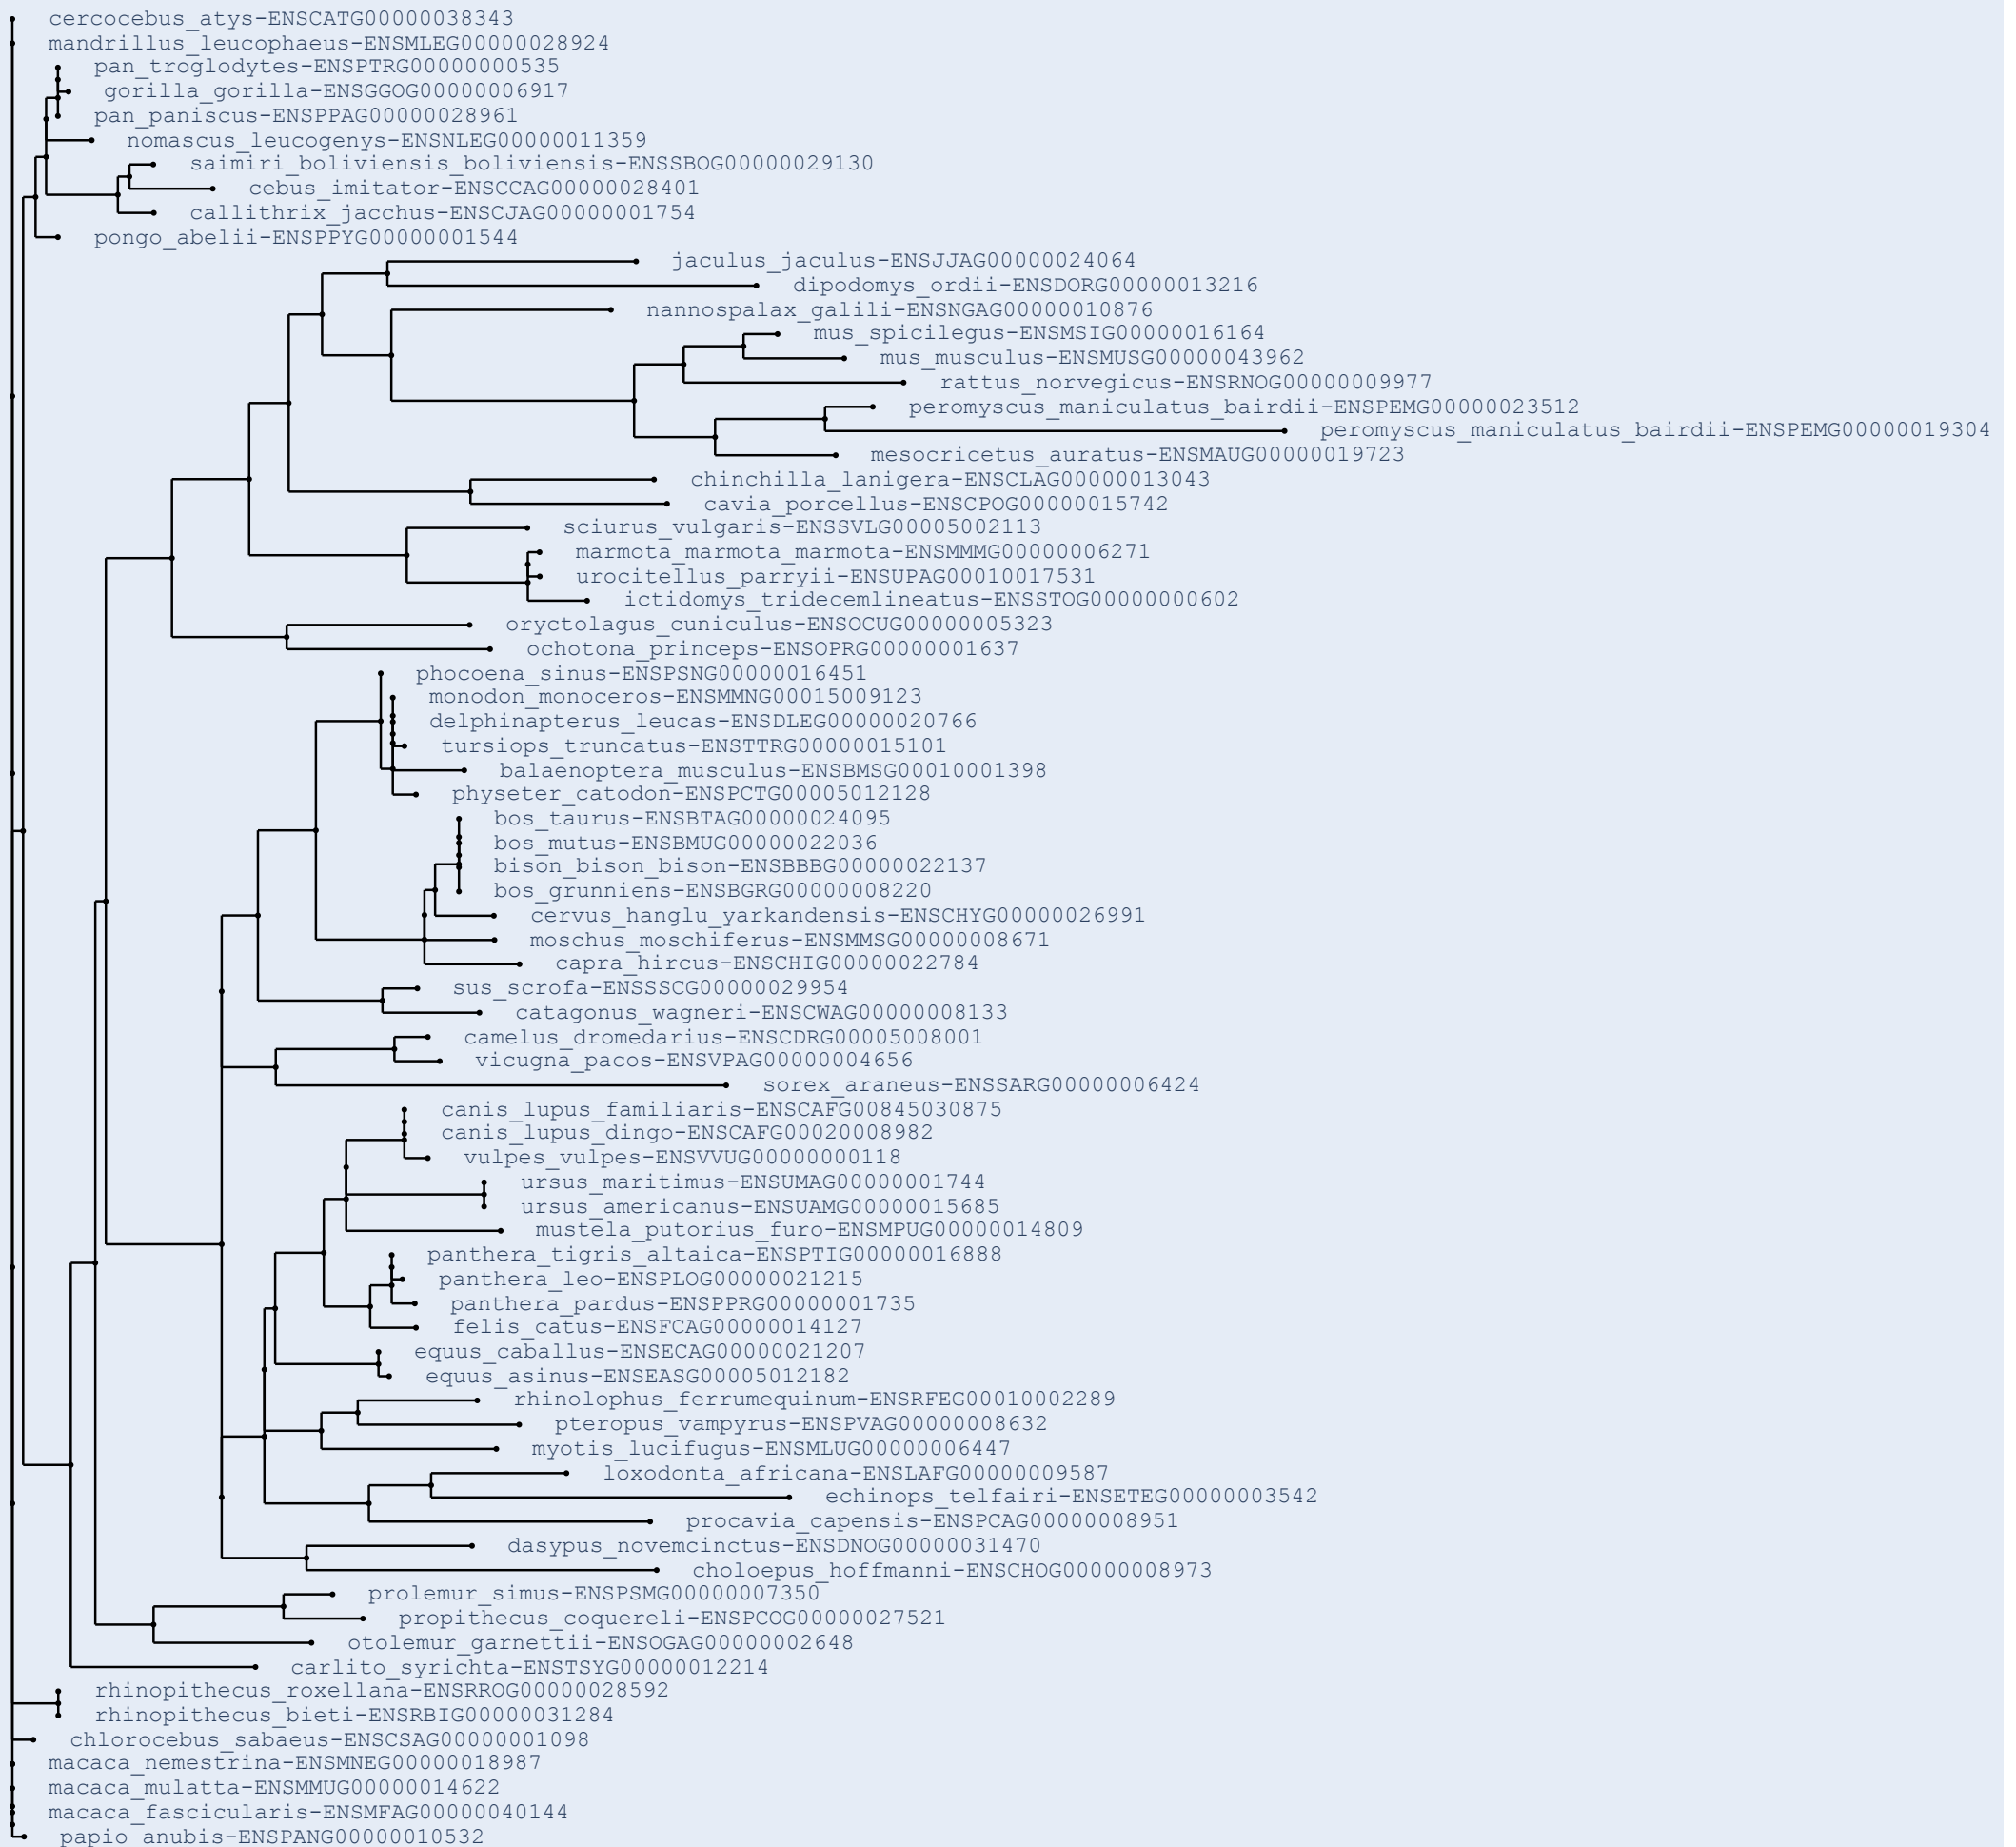 cercocebus_atys-ENSCATG00000038343
mandrillus_leucophaeus-ENSMLEG00000028924
pan_troglodytes-ENSPTRG00000000535
gorilla_gorilla-ENSGGOG00000006917
pan_paniscus-ENSPPAG00000028961
nomascus_leucogenys-ENSNLEG00000011359
saimiri_boliviensis_boliviensis-ENSSBOG00000029130
cebus_imitator-ENSCCAG00000028401
callithrix_jacchus-ENSCJAG00000001754
pongo_abelii-ENSPPYG00000001544
jaculus_jaculus-ENSJJAG00000024064
dipodomys_ordii-ENSDORG00000013216
nannospalax_galili-ENSNGAG00000010876
mus_spicilegus-ENSMSIG00000016164
mus_musculus-ENSMUSG00000043962
rattus_norvegicus-ENSRNOG00000009977
peromyscus_maniculatus_bairdii-ENSPEMG00000023512
peromyscus_maniculatus_bairdii-ENSPEMG00000019304
mesocricetus_auratus-ENSMAUG00000019723
chinchilla_lanigera-ENSCLAG00000013043
cavia_porcellus-ENSCPOG00000015742
sciurus_vulgaris-ENSSVLG00005002113
marmota_marmota_marmota-ENSMMMG00000006271
urocitellus_parryii-ENSUPAG00010017531
ictidomys_tridecemlineatus-ENSSTOG00000000602
oryctolagus_cuniculus-ENSOCUG00000005323
ochotona_princeps-ENSOPRG00000001637
phocoena_sinus-ENSPSNG00000016451
monodon_monoceros-ENSMMNG00015009123
delphinapterus_leucas-ENSDLEG00000020766
tursiops_truncatus-ENSTTRG00000015101
balaenoptera_musculus-ENSBMSG00010001398
physeter_catodon-ENSPCTG00005012128
bos_taurus-ENSBTAG00000024095
bos_mutus-ENSBMUG00000022036
bison_bison_bison-ENSBBBG00000022137
bos_grunniens-ENSBGRG00000008220
cervus_hanglu_yarkandensis-ENSCHYG00000026991
moschus_moschiferus-ENSMMSG00000008671
capra_hircus-ENSCHIG00000022784
sus_scrofa-ENSSSCG00000029954
catagonus_wagneri-ENSCWAG00000008133
camelus_dromedarius-ENSCDRG00005008001
vicugna_pacos-ENSVPAG00000004656
sorex_araneus-ENSSARG00000006424
canis_lupus_familiaris-ENSCAFG00845030875
canis_lupus_dingo-ENSCAFG00020008982
vulpes_vulpes-ENSVVUG00000000118
ursus_maritimus-ENSUMAG00000001744
ursus_americanus-ENSUAMG00000015685
mustela_putorius_furo-ENSMPUG00000014809
panthera_tigris_altaica-ENSPTIG00000016888
panthera_leo-ENSPLOG00000021215
panthera_pardus-ENSPPRG00000001735
felis_catus-ENSFCAG00000014127
equus_caballus-ENSECAG00000021207
equus_asinus-ENSEASG00005012182
rhinolophus_ferrumequinum-ENSRFEG00010002289
pteropus_vampyrus-ENSPVAG00000008632
myotis_lucifugus-ENSMLUG00000006447
loxodonta_africana-ENSLAFG00000009587
echinops_telfairi-ENSETEG00000003542
procavia_capensis-ENSPCAG00000008951
dasypus_novemcinctus-ENSDNOG00000031470
choloepus_hoffmanni-ENSCHOG00000008973
prolemur_simus-ENSPSMG00000007350
propithecus_coquereli-ENSPCOG00000027521
otolemur_garnettii-ENSOGAG00000002648
carlito_syrichta-ENSTSYG00000012214
rhinopithecus_roxellana-ENSRROG00000028592
rhinopithecus_bieti-ENSRBIG00000031284
chlorocebus_sabaeus-ENSCSAG00000001098
macaca_nemestrina-ENSMNEG00000018987
macaca_mulatta-ENSMMUG00000014622
macaca_fascicularis-ENSMFAG00000040144
papio_anubis-ENSPANG00000010532